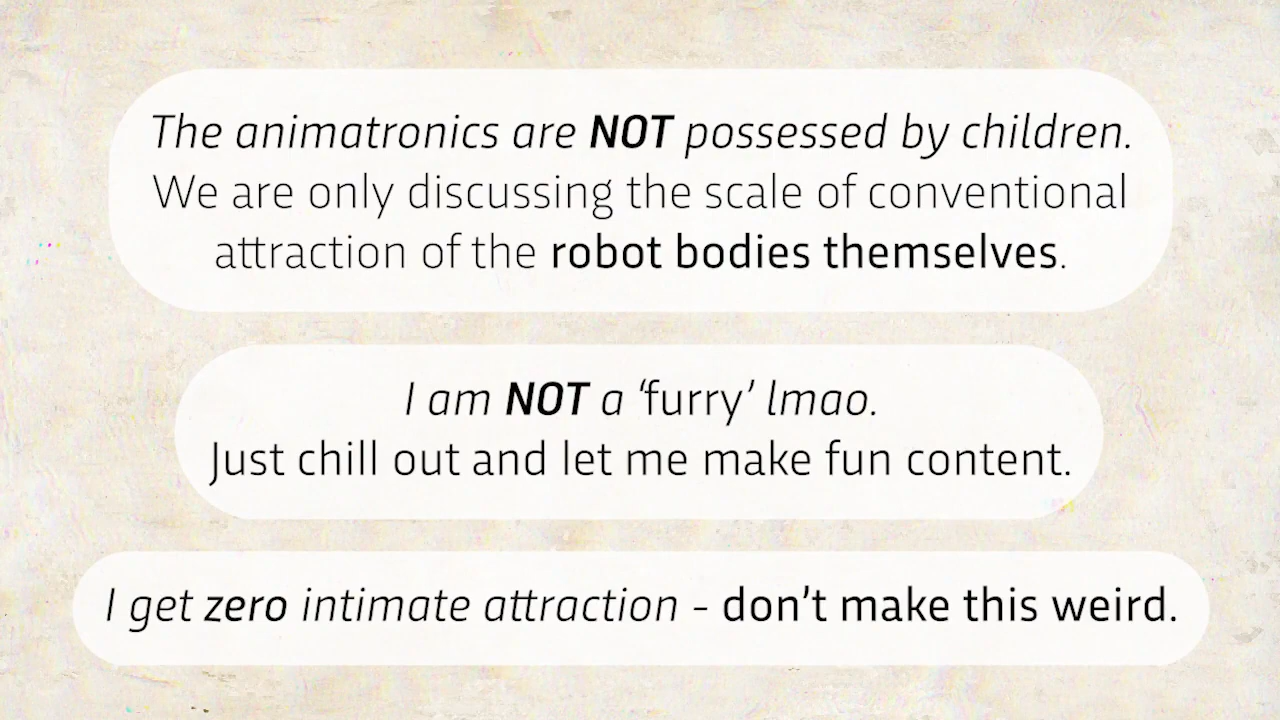 The animatronics are NOT possessed by children.
We are only discussing the scale of conventional
attraction of the robot bodies themselves.
I am NOT a ‘furry’ lmao.
Just chill out and let me make fun content.
I get zero intimate attraction - don’t make this weird.